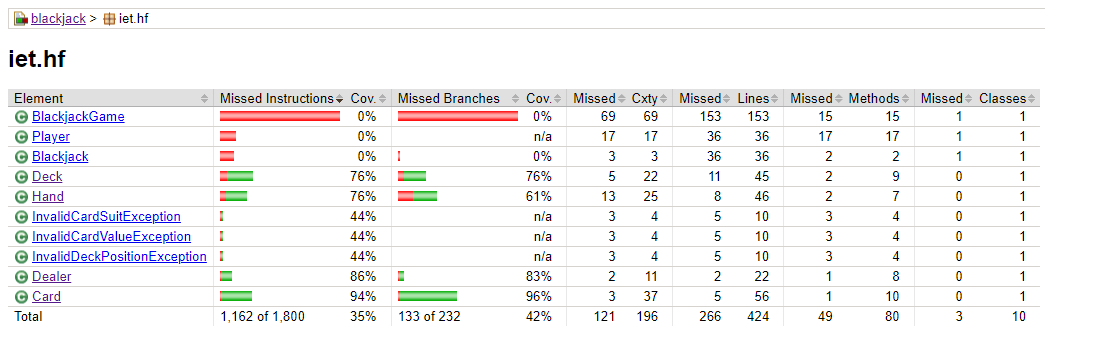 blackjack > iet.hf
iet.hf
Element Missed Instructions Cov. Missed Branches Cov. Missed Cxty Missed Lines Missed Methods Missed Classes
BlackjackGame 0% 0% 69 69 153 153 15 15 1 1
Player 0% n/a 17 17 36 36 17 17 1 1
Blackjack 0% 0% 3 3 36 36 2 2 1 1
Deck 76% 76% 5 22 11 45 2 9 0 1
Hand 76% 61% 13 25 8 46 2 7 0 1
InvalidCardSuitException 44% n/a 3 4 5 10 3 4 0 1
InvalidCardValueException 44% n/a 3 4 5 10 3 4 0 1
InvalidDeckPositionException 44% n/a 3 4 5 10 3 4 0 1
Dealer 86% 83% 2 11 2 22 1 8 0 1
Card 94% 96% 3 37 5 56 1 10 0 1
Total 1,162 of 1,800 35% 133 of 232 42% 121 196 266 424 49 80 3 10